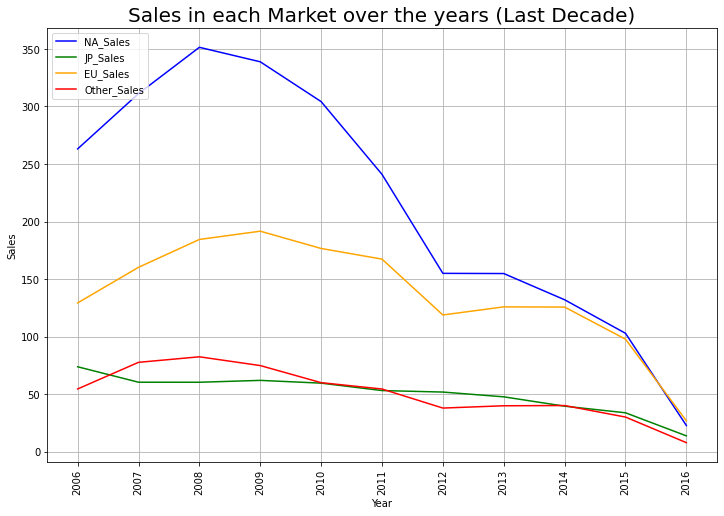 Sales in each Market over the years (Last Decade)
NA_Sales
JP_Sales
EU_Sales
Other_Sales
350
300
250
200
150
100
50
0
Sales
2006 2007 2008 2009 2010 2011 2012 2013 2014 2015 2016
Year